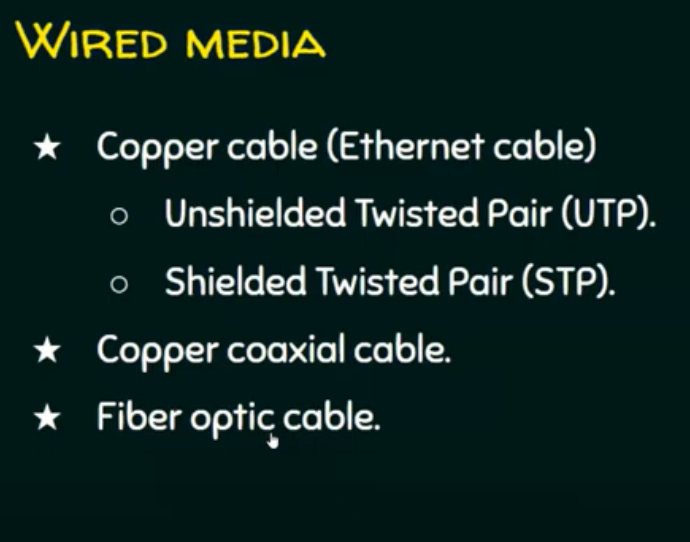 WIRED MEDIA
★ Copper cable (Ethernet cable)
○ Unshielded Twisted Pair (UTP).
○ Shielded Twisted Pair (STP).
★ Copper coaxial cable.
★ Fiber optic cable.